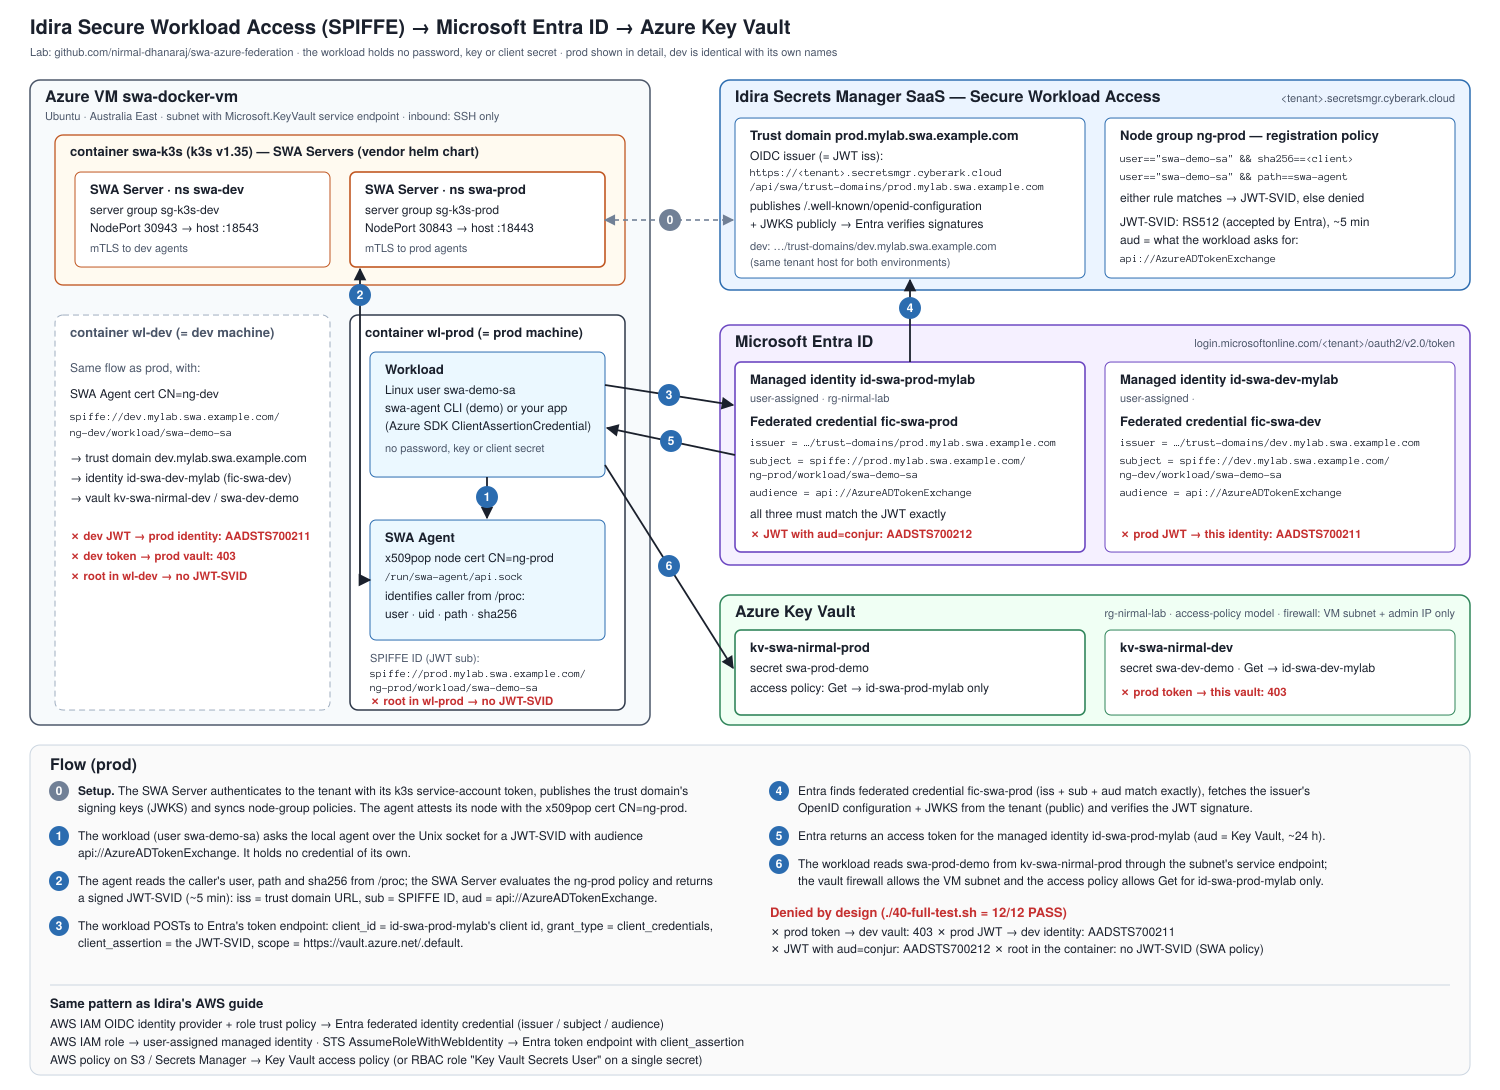 Idira Secure Workload Access (SPIFFE) → Microsoft Entra ID → Azure Key Vault
Lab: github.com/nirmal-dhanaraj/swa-azure-federation · the workload holds no password, key or client secret · prod shown in detail, dev is identical with its own names
Azure VM swa-docker-vm
Ubuntu · Australia East · subnet with Microsoft.KeyVault service endpoint · inbound: SSH only
container swa-k3s (k3s v1.35) — SWA Servers (vendor helm chart)
SWA Server · ns swa-dev
server group sg-k3s-dev
NodePort 30943 → host :18543
mTLS to dev agents
SWA Server · ns swa-prod
server group sg-k3s-prod
NodePort 30843 → host :18443
mTLS to prod agents
0
2
container wl-dev (= dev machine)
Same flow as prod, with:
SWA Agent cert CN=ng-dev
spiffe://dev.mylab.swa.example.com/
ng-dev/workload/swa-demo-sa
→ trust domain dev.mylab.swa.example.com
→ identity id-swa-dev-mylab (fic-swa-dev)
→ vault kv-swa-nirmal-dev / swa-dev-demo
× dev JWT → prod identity: AADSTS700211
× dev token → prod vault: 403
× root in wl-dev → no JWT-SVID
container wl-prod (= prod machine)
Workload
Linux user swa-demo-sa
swa-agent CLI (demo) or your app
(Azure SDK ClientAssertionCredential)
no password, key or client secret
1
SWA Agent
x509pop node cert CN=ng-prod
/run/swa-agent/api.sock
identifies caller from /proc:
user · uid · path · sha256
SPIFFE ID (JWT sub):
spiffe://prod.mylab.swa.example.com/
ng-prod/workload/swa-demo-sa
× root in wl-prod → no JWT-SVID
3
5
6
Idira Secrets Manager SaaS — Secure Workload Access
<tenant>.secretsmgr.cyberark.cloud
Trust domain prod.mylab.swa.example.com
OIDC issuer (= JWT iss):
https://<tenant>.secretsmgr.cyberark.cloud
/api/swa/trust-domains/prod.mylab.swa.example.com
publishes /.well-known/openid-configuration
+ JWKS publicly → Entra verifies signatures
dev: …/trust-domains/dev.mylab.swa.example.com
(same tenant host for both environments)
Node group ng-prod — registration policy
user=="swa-demo-sa" && sha256==<client>
user=="swa-demo-sa" && path==swa-agent
either rule matches → JWT-SVID, else denied
JWT-SVID: RS512 (accepted by Entra), ~5 min
aud = what the workload asks for:
api://AzureADTokenExchange
4
Microsoft Entra ID
login.microsoftonline.com/<tenant>/oauth2/v2.0/token
Managed identity id-swa-prod-mylab
user-assigned · rg-nirmal-lab
Federated credential fic-swa-prod
issuer = …/trust-domains/prod.mylab.swa.example.com
subject = spiffe://prod.mylab.swa.example.com/
ng-prod/workload/swa-demo-sa
audience = api://AzureADTokenExchange
all three must match the JWT exactly
× JWT with aud=conjur: AADSTS700212
Managed identity id-swa-dev-mylab
user-assigned ·
Federated credential fic-swa-dev
issuer = …/trust-domains/dev.mylab.swa.example.com
subject = spiffe://dev.mylab.swa.example.com/
ng-dev/workload/swa-demo-sa
audience = api://AzureADTokenExchange
× prod JWT → this identity: AADSTS700211
Azure Key Vault
rg-nirmal-lab · access-policy model · firewall: VM subnet + admin IP only
kv-swa-nirmal-prod
secret swa-prod-demo
access policy: Get → id-swa-prod-mylab only
kv-swa-nirmal-dev
secret swa-dev-demo · Get → id-swa-dev-mylab
× prod token → this vault: 403
Flow (prod)
0 Setup. The SWA Server authenticates to the tenant with its k3s service-account token, publishes the trust domain's
signing keys (JWKS) and syncs node-group policies. The agent attests its node with the x509pop cert CN=ng-prod.
1 The workload (user swa-demo-sa) asks the local agent over the Unix socket for a JWT-SVID with audience
api://AzureADTokenExchange. It holds no credential of its own.
2 The agent reads the caller's user, path and sha256 from /proc; the SWA Server evaluates the ng-prod policy and returns
a signed JWT-SVID (~5 min): iss = trust domain URL, sub = SPIFFE ID, aud = api://AzureADTokenExchange.
3 The workload POSTs to Entra's token endpoint: client_id = id-swa-prod-mylab's client id, grant_type = client_credentials,
client_assertion = the JWT-SVID, scope = https://vault.azure.net/.default.
4 Entra finds federated credential fic-swa-prod (iss + sub + aud match exactly), fetches the issuer's
OpenID configuration + JWKS from the tenant (public) and verifies the JWT signature.
5 Entra returns an access token for the managed identity id-swa-prod-mylab (aud = Key Vault, ~24 h).
6 The workload reads swa-prod-demo from kv-swa-nirmal-prod through the subnet's service endpoint;
the vault firewall allows the VM subnet and the access policy allows Get for id-swa-prod-mylab only.
Denied by design (./40-full-test.sh = 12/12 PASS)
× prod token → dev vault: 403 × prod JWT → dev identity: AADSTS700211
× JWT with aud=conjur: AADSTS700212 × root in the container: no JWT-SVID (SWA policy)
Same pattern as Idira's AWS guide
AWS IAM OIDC identity provider + role trust policy → Entra federated identity credential (issuer / subject / audience)
AWS IAM role → user-assigned managed identity · STS AssumeRoleWithWebIdentity → Entra token endpoint with client_assertion
AWS policy on S3 / Secrets Manager → Key Vault access policy (or RBAC role "Key Vault Secrets User" on a single secret)